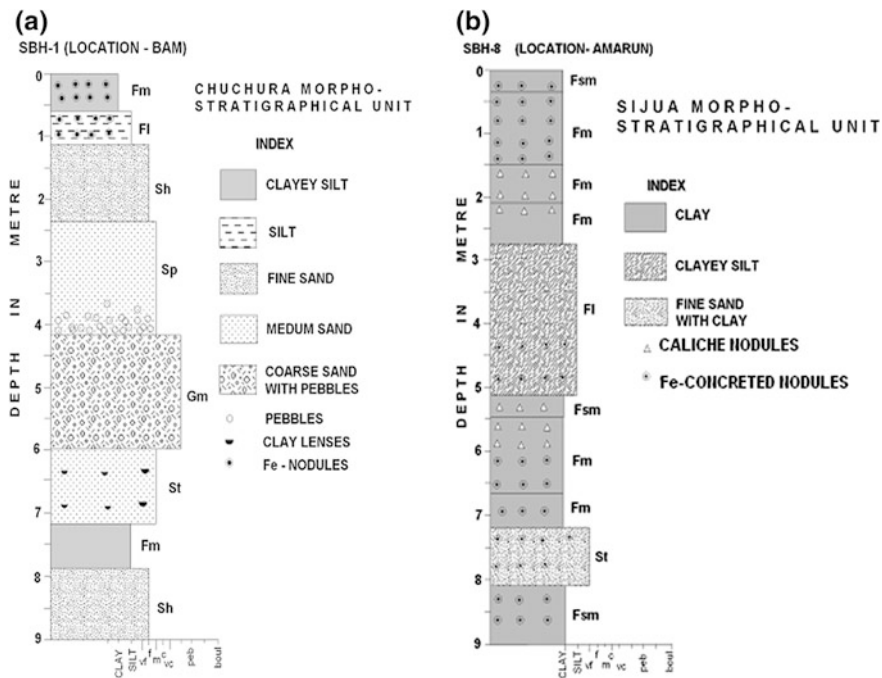 (a)
SBH-1 (LOCATION - BAM)
CHUCHURA MORPHO-
STRATIGRAPHICAL UNIT
DEPTH IN METRE
0
1
2
3
4
5
6
7
8
9
Fm
Fl
Sh
Sp
Gm
St
Fm
Sh
INDEX
CLAYEY SILT
SILT
FINE SAND
MEDUM SAND
COARSE SAND
WITH PEBBLES
PEBBLES
CLAY LENSES
Fe - NODULES
CLAY
SILT
vf
f
m
c
vc
peb
boul
(b)
SBH-8 (LOCATION- AMARUN)
SIJUA MORPHO-
STRATIGRAPHICAL UNIT
DEPTH IN METRE
0
1
2
3
4
5
6
7
8
9
Fsm
Fm
Fm
Fm
Fl
Fsm
Fm
Fm
St
Fsm
INDEX
CLAY
CLAYEY SILT
FINE SAND
WITH CLAY
CALICHE NODULES
Fe-CONCRETED NODULES
CLAY
SILT
vf
f
m
c
vc
peb
boul